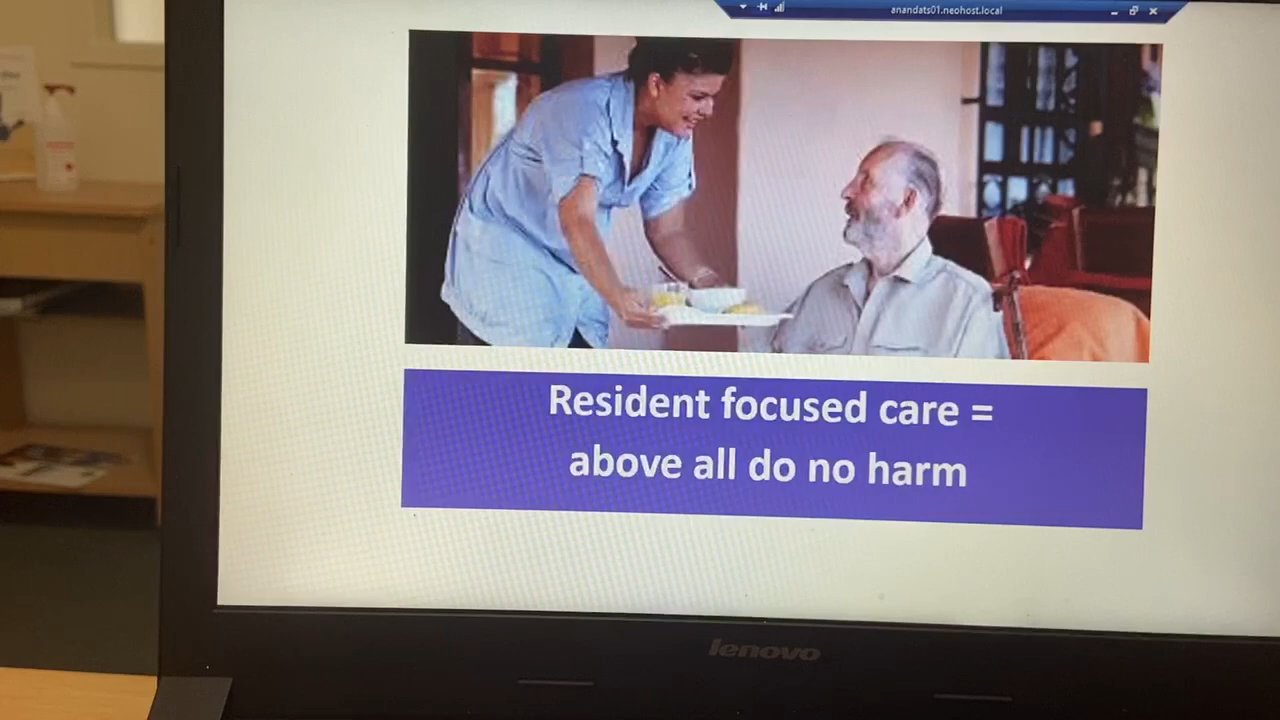 anandats01.neohost.local
Resident focused care =
above all do no harm
lenovo